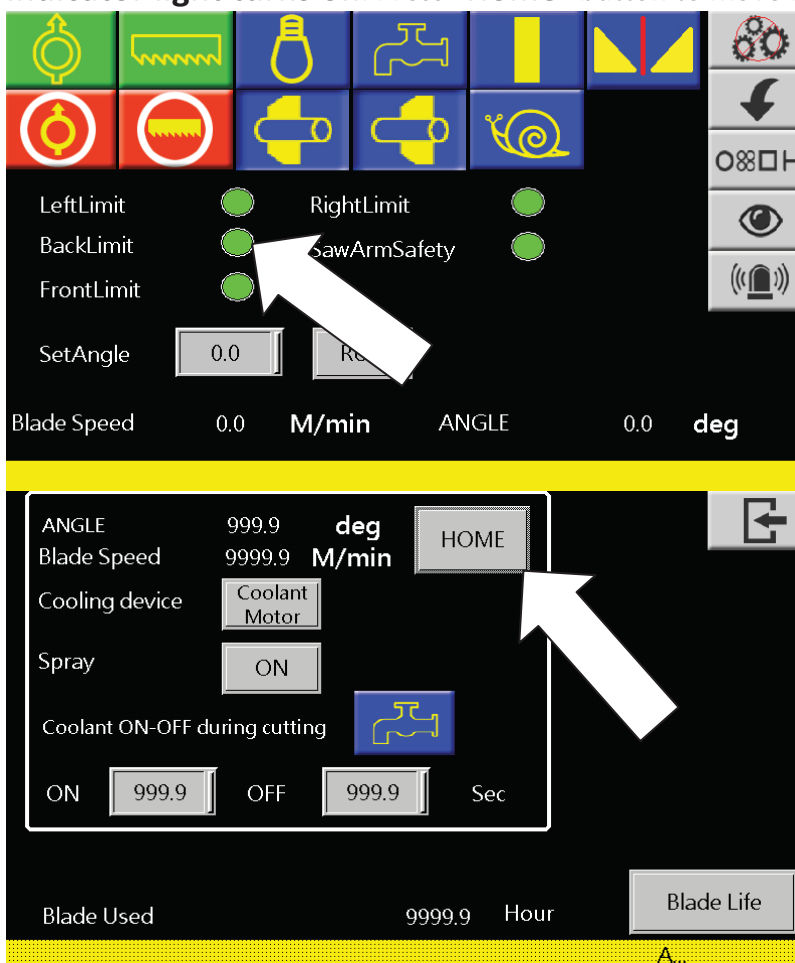 LeftLimit RightLimit
BackLimit SawArmSafety
FrontLimit
SetAngle 0.0
Blade Speed 0.0 M/min ANGLE 0.0 deg
ANGLE 999.9 deg HOME
Blade Speed 9999.9 M/min
Cooling device Coolant
Motor
Spray ON
Coolant ON-OFF during cutting
ON 999.9 OFF 999.9 Sec
Blade Used 9999.9 Hour Blade Life
A...